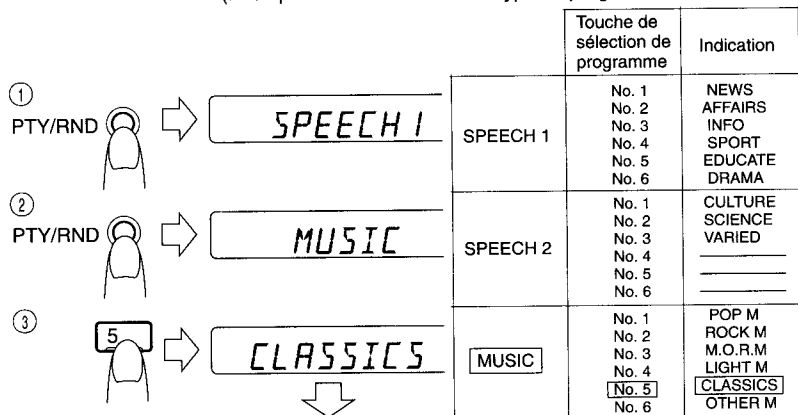 Touche de
sélection de
programme
Indication
① PTY/RND
SPEECH 1
SPEECH 1
No. 1 NEWS
No. 2 AFFAIRS
No. 3 INFO
No. 4 SPORT
No. 5 EDUCATE
No. 6 DRAMA
② PTY/RND
MUSIC
SPEECH 2
No. 1 CULTURE
No. 2 SCIENCE
No. 3 VARIED
No. 4
No. 5
No. 6
③ 5
CLASSICS
MUSIC
No. 1 POP M
No. 2 ROCK M
No. 3 M.O.R.M
No. 4 LIGHT M
No. 5 CLASSICS
No. 6 OTHER M